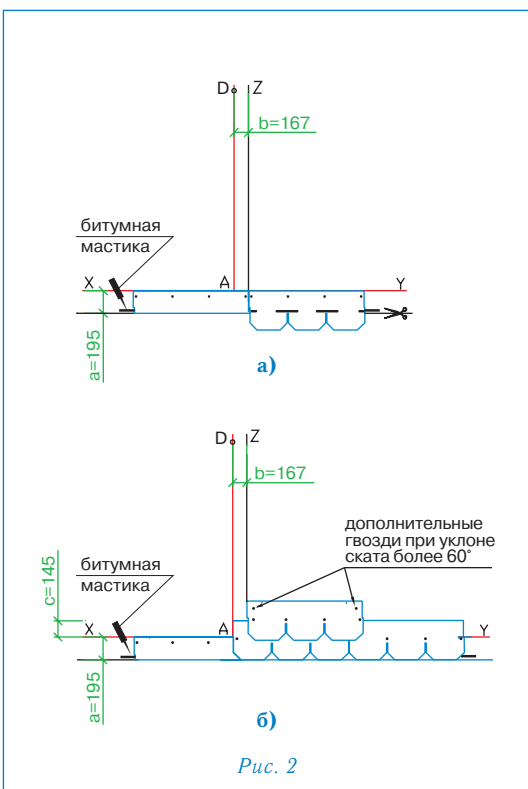 D Z
b=167
битумная
мастика
X A Y
a=195
а)
D Z
b=167
дополнительные
гвозди при уклоне
ската более 60°
c=145
битумная
мастика
X A Y
a=195
б)
Рис. 2